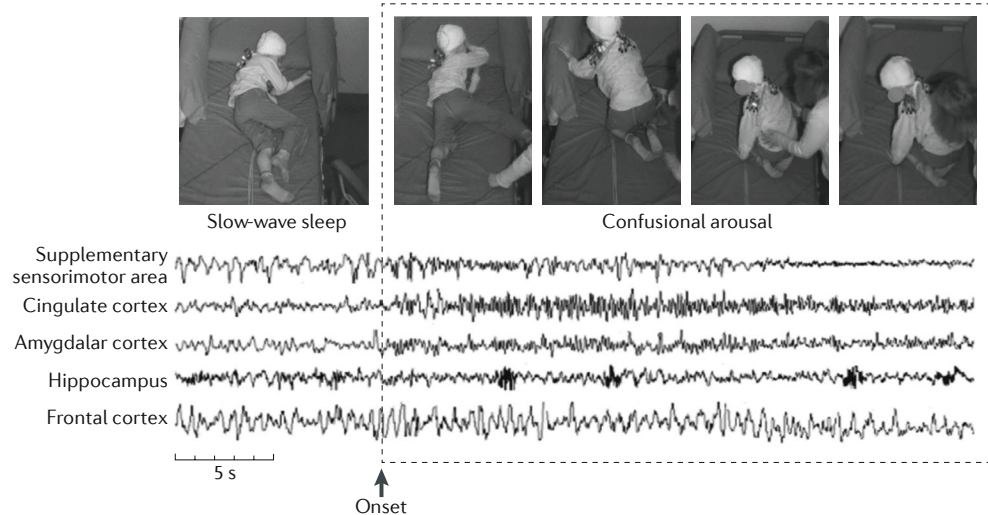 Slow-wave sleep
Confusional arousal
Supplementary
sensorimotor area
Cingulate cortex
Amygdalar cortex
Hippocampus
Frontal cortex
5 s
Onset